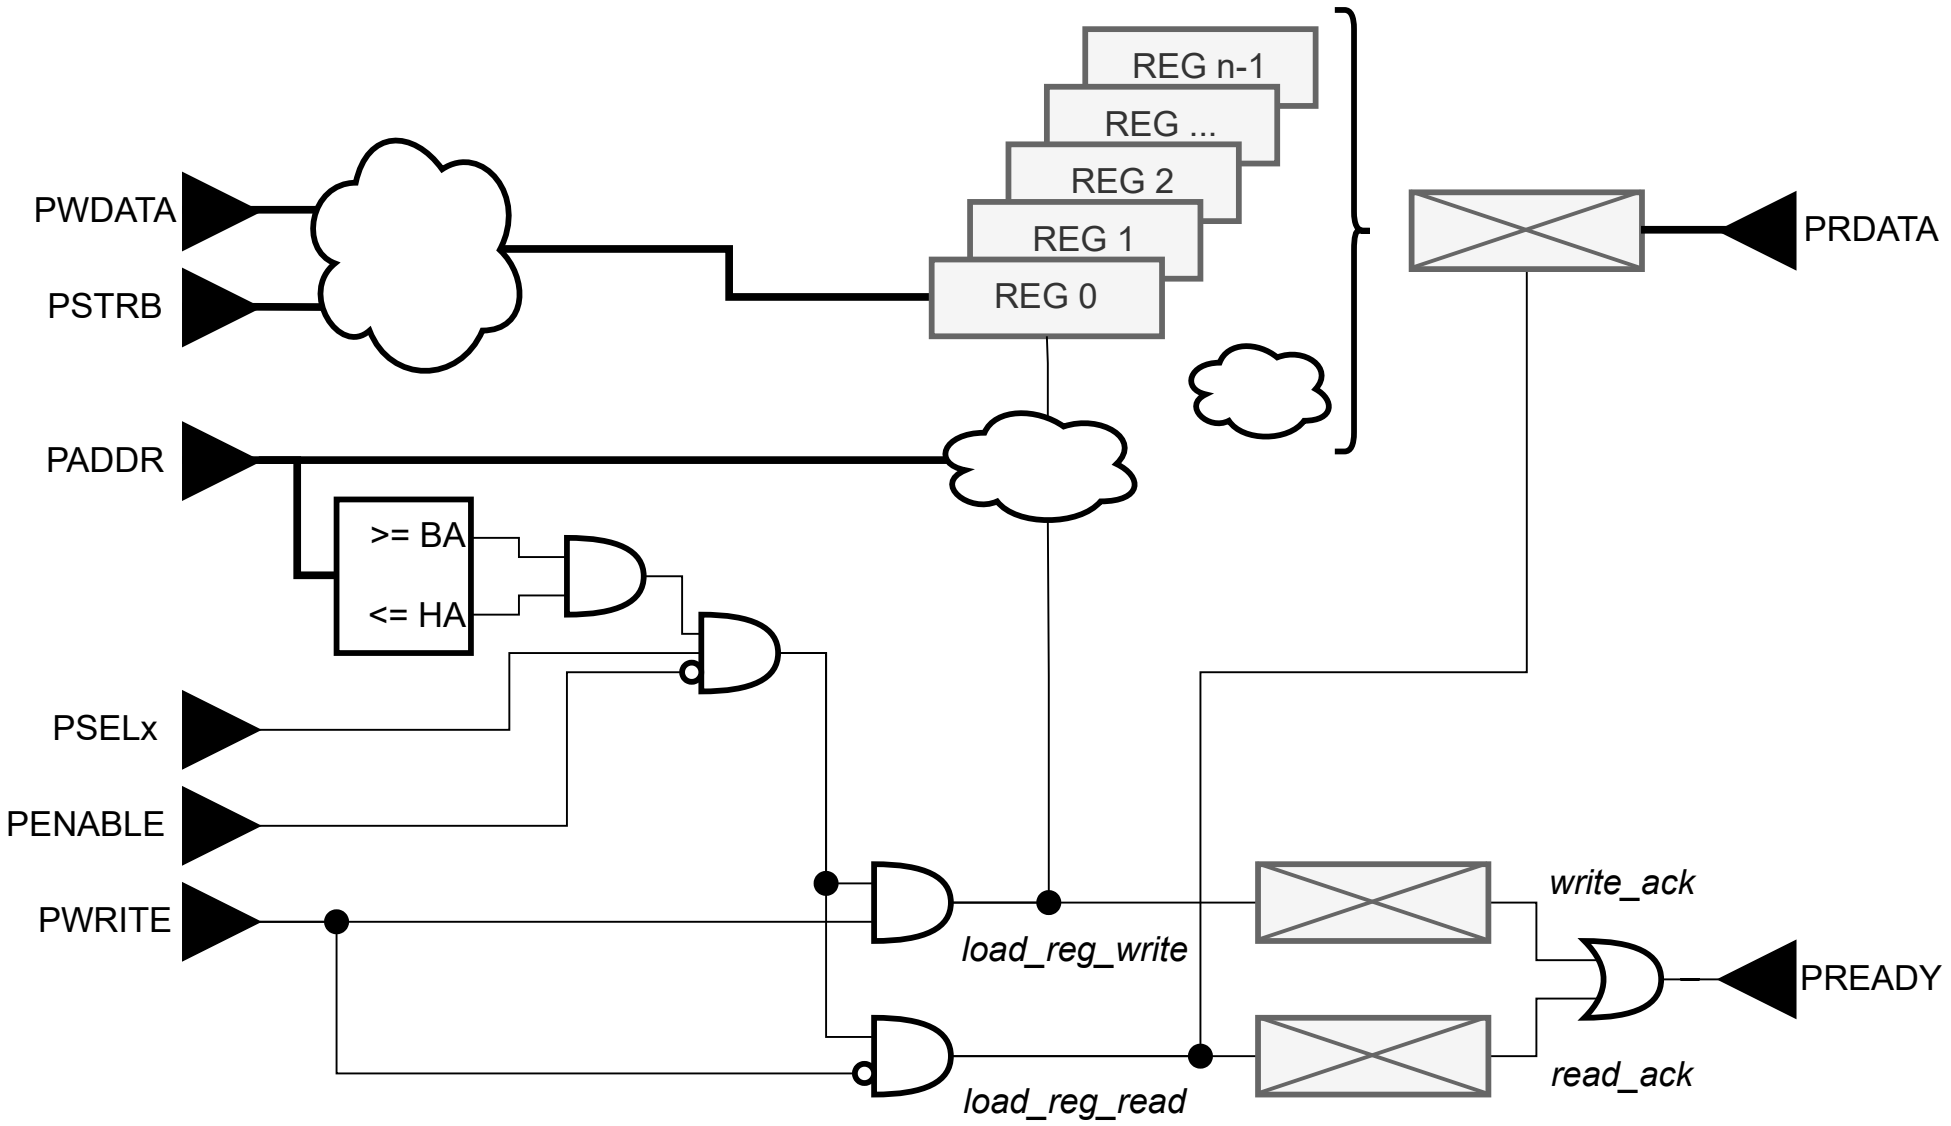 REG n-1
REG ...
REG 2
REG 1
REG 0
PWDATA
PSTRB
PRDATA
PADDR
>= BA
<= HA
PSELx
PENABLE
PWRITE
load_reg_write
write_ack
PREADY
load_reg_read
read_ack